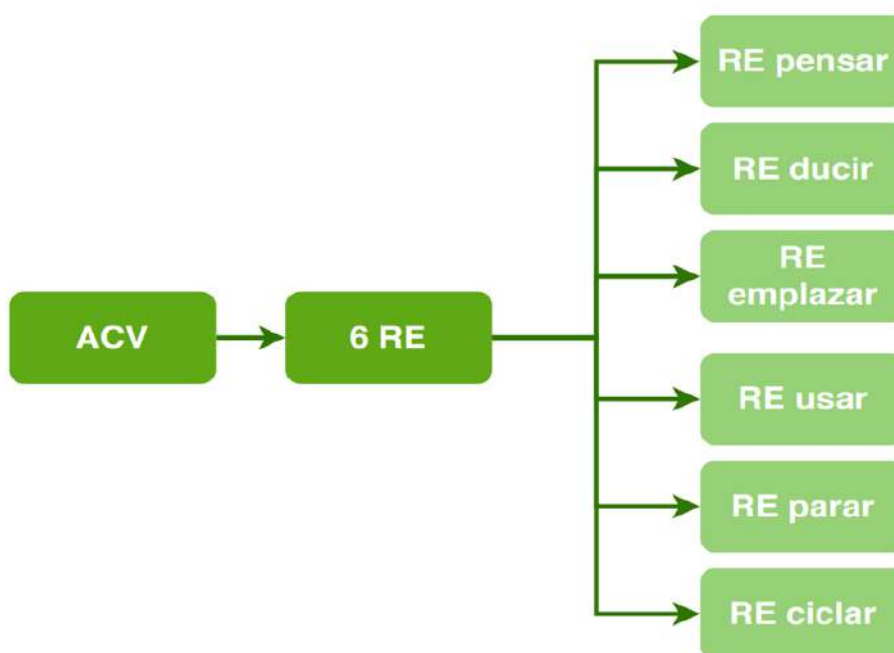 ACV
6 RE
RE pensar
RE ducir
RE
emplazar
RE usar
RE parar
RE ciclar